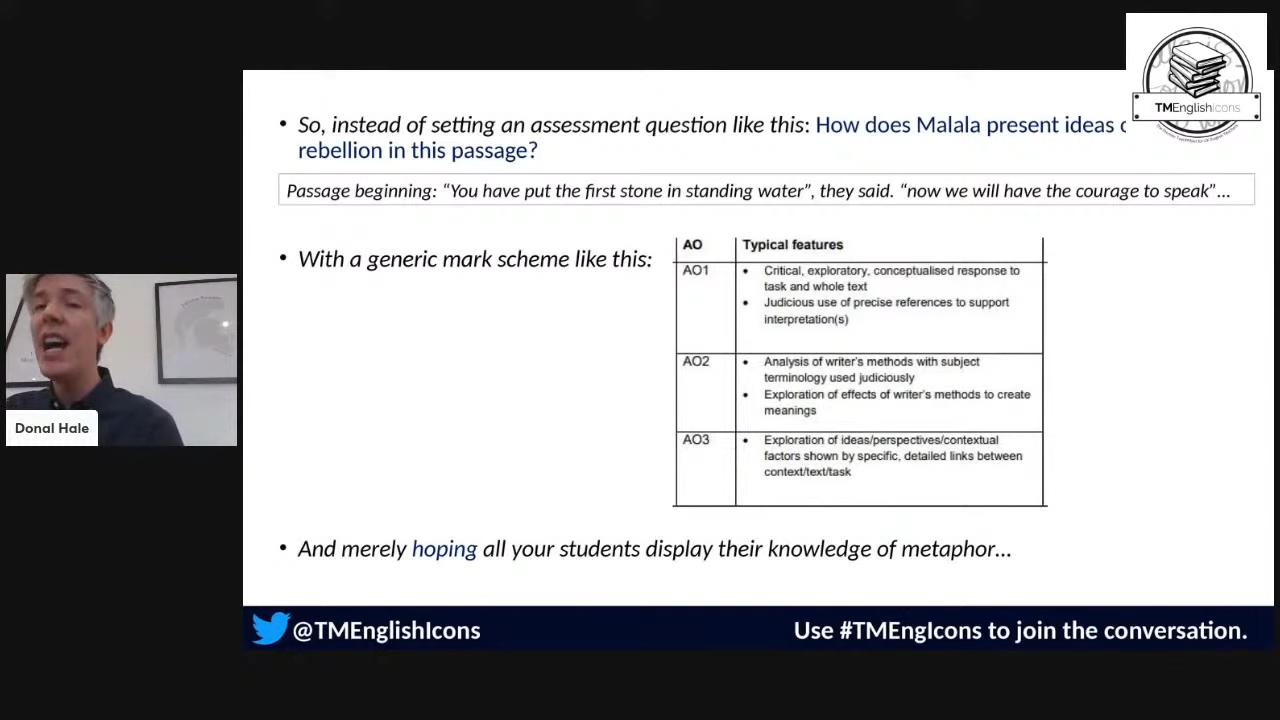 TMEnglishIcons
• So, instead of setting an assessment question like this: How does Malala present ideas
rebellion in this passage?
Passage beginning: “You have put the first stone in standing water”, they said. “now we will have the courage to speak”...
• With a generic mark scheme like this:
AO Typical features
AO1 • Critical, exploratory, conceptualised response to
task and whole text
• Judicious use of precise references to support
interpretation(s)
AO2 • Analysis of writer's methods with subject
terminology used judiciously
• Exploration of effects of writer's methods to create
meanings
AO3 • Exploration of ideas/perspectives/contextual
factors shown by specific, detailed links between
context/text/task
Donal Hale
• And merely hoping all your students display their knowledge of metaphor...
@TMEnglishIcons
Use #TMEngIcons to join the conversation.